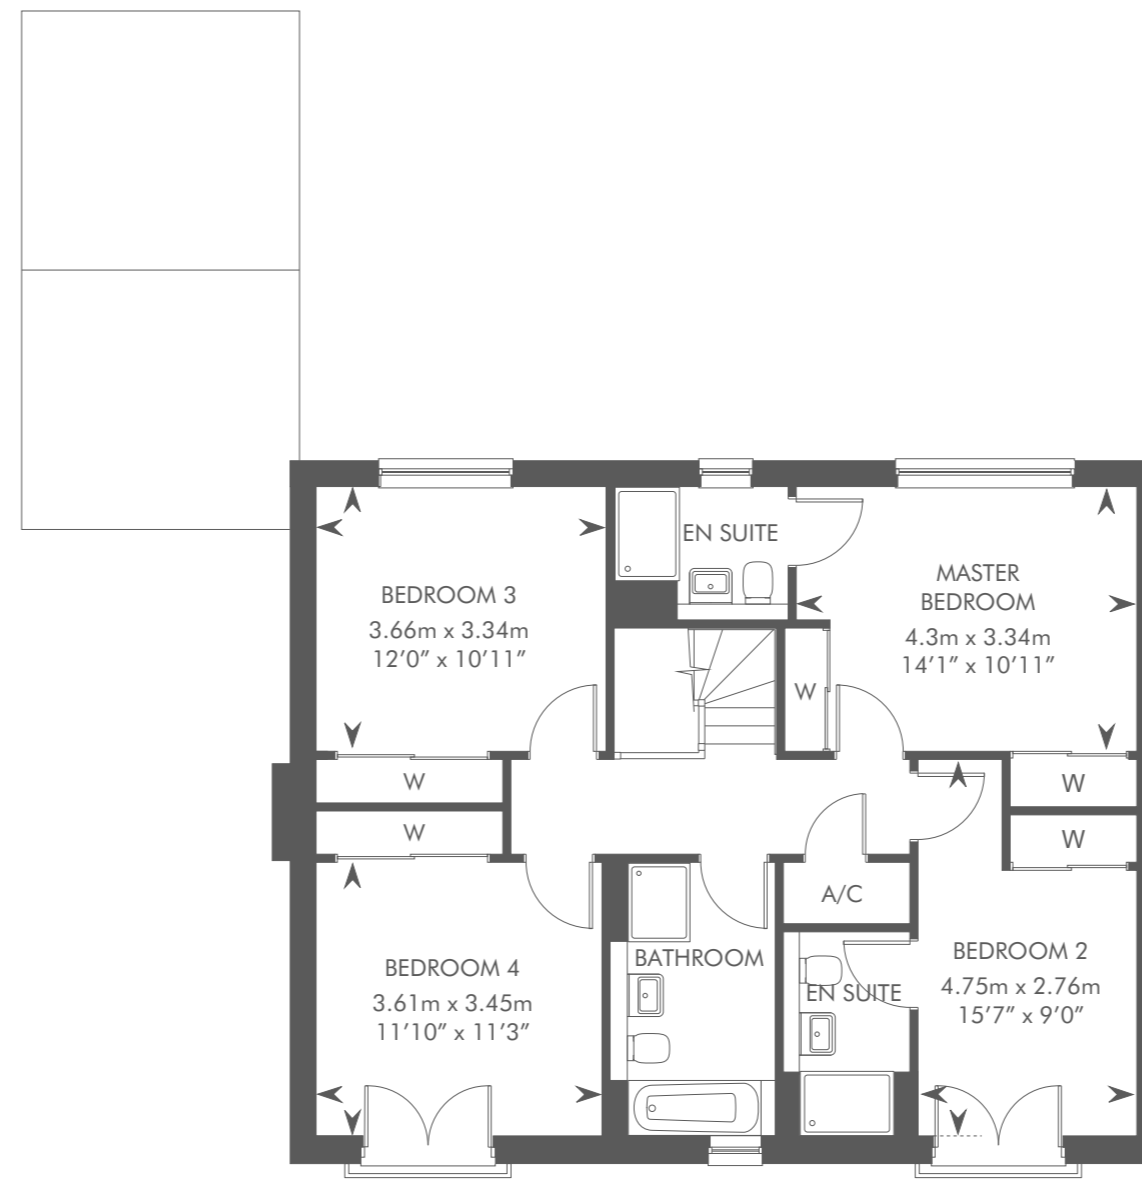 EN SUITE
BEDROOM 3
3.66m x 3.34m
12’0” x 10’11”
MASTER
BEDROOM
4.3m x 3.34m
14’1” x 10’11”
W
W
W
W
W
A/C
BEDROOM 4
3.61m x 3.45m
11’10” x 11’3”
BATHROOM
EN SUITE
BEDROOM 2
4.75m x 2.76m
15’7” x 9’0”